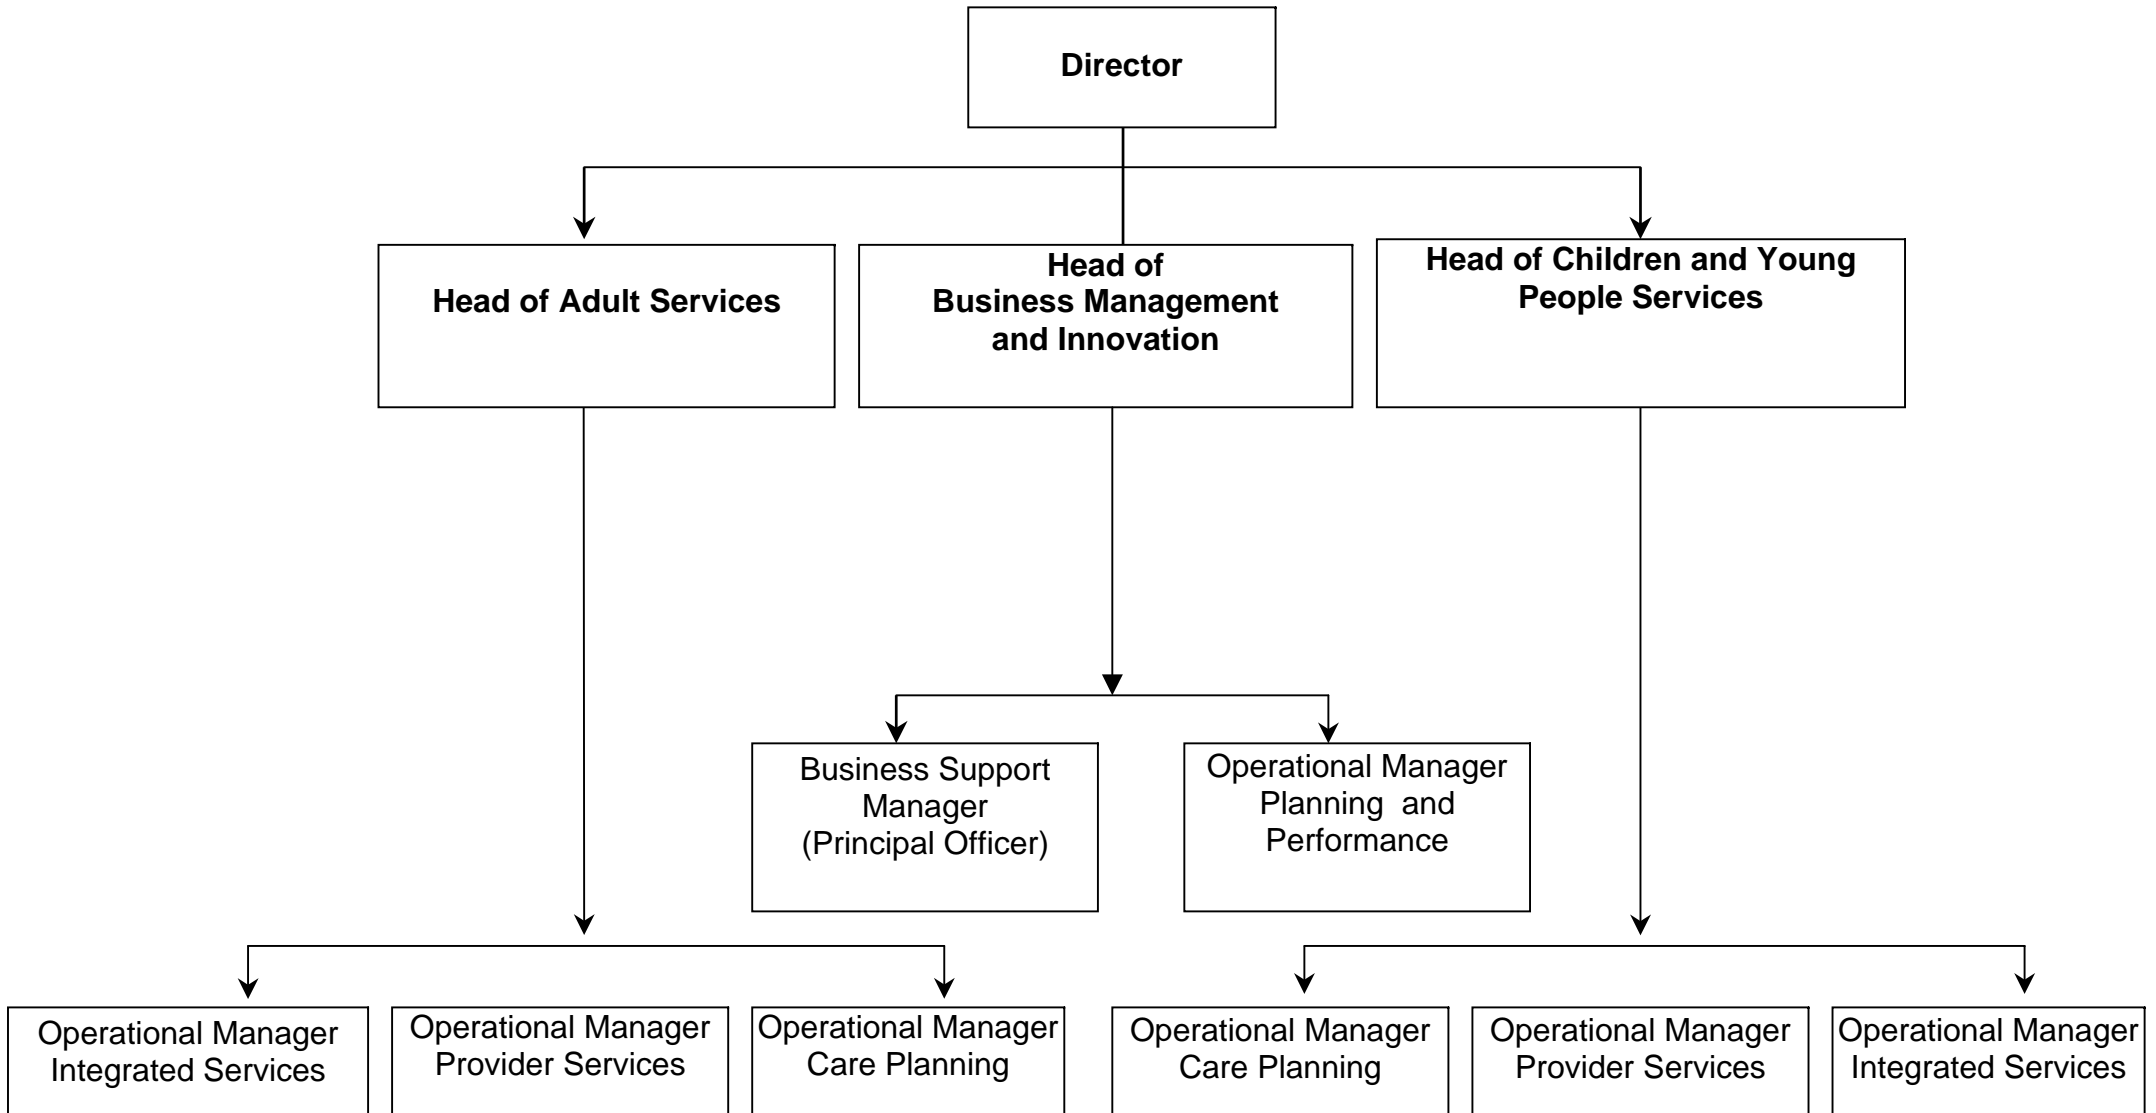 Director
Head of Adult Services
Head of
Business Management
and Innovation
Head of Children and Young
People Services
Business Support
Manager
(Principal Officer)
Operational Manager
Planning  and
Performance
Operational Manager
Integrated Services
Operational Manager
Provider Services
Operational Manager
Care Planning
Operational Manager
Care Planning
Operational Manager
Provider Services
Operational Manager
Integrated Services